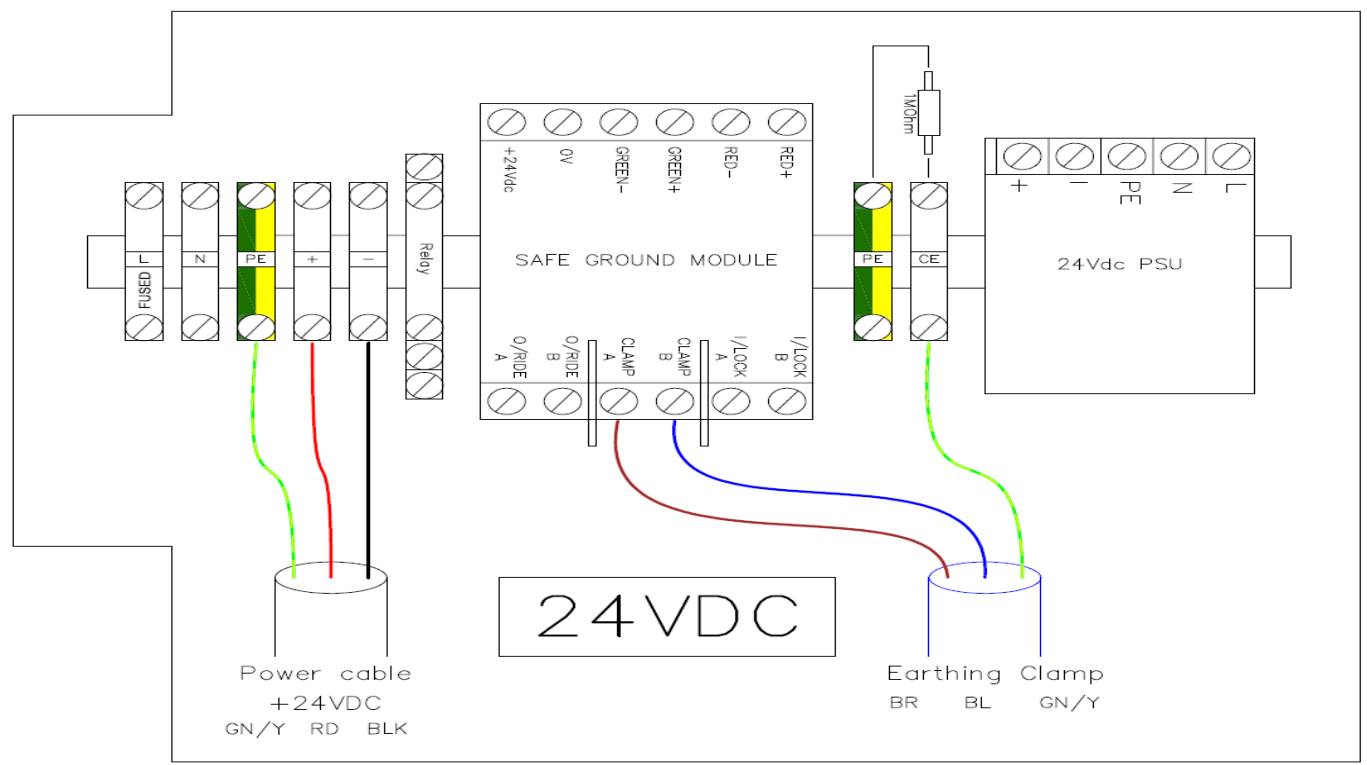 1MOhm
+24Vdc
0V
GREEN-
GREEN+
RED-
RED+
+
-
PE
N
L
L
FUSED
N
PE
+
-
Relay
SAFE GROUND MODULE
PE
CE
24Vdc PSU
O/RIDE
A
O/RIDE
B
CLAMP
A
CLAMP
B
I/LOCK
A
I/LOCK
B
24VDC
Power cable
+24VDC
GN/Y RD BLK
Earthing Clamp
BR BL GN/Y